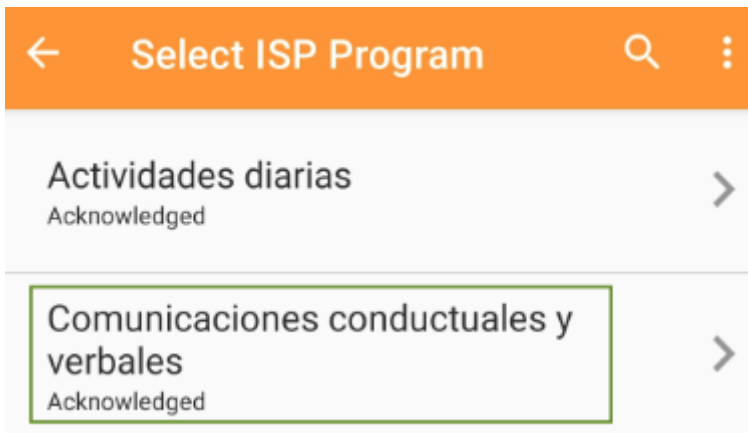 Select ISP Program
Actividades diarias
Acknowledged
Comunicaciones conductuales y
verbales
Acknowledged